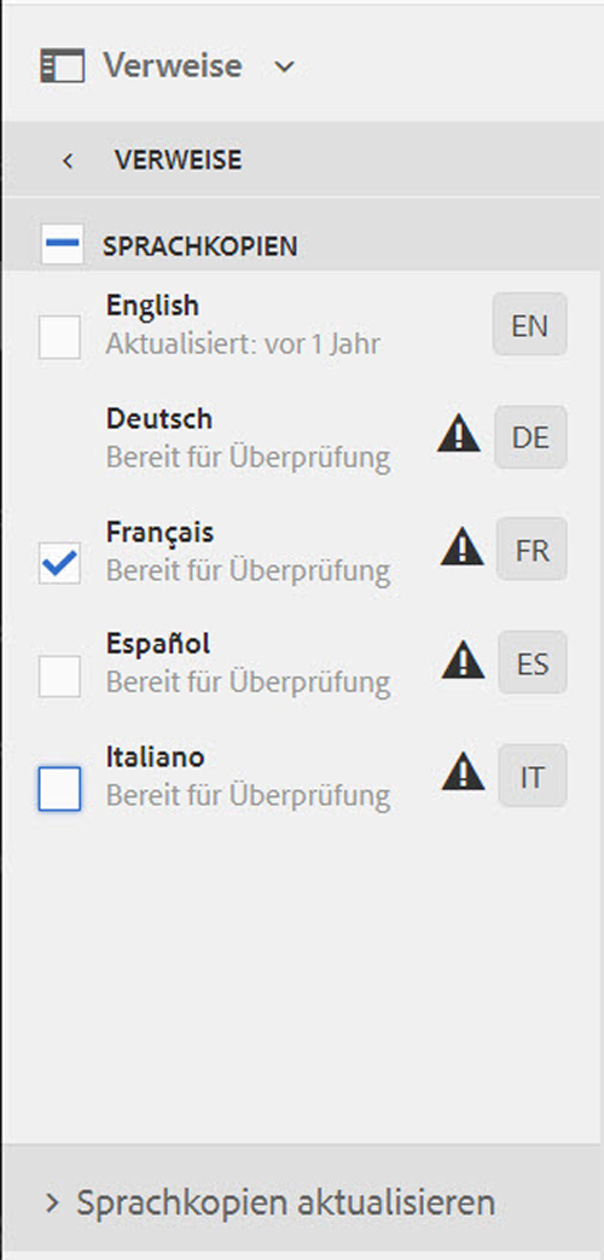 Verweise
VERWEISE
SPRACHKOPIEN
English
Aktualisiert: vor 1 Jahr
EN
Deutsch
Bereit für Überprüfung
DE
Français
Bereit für Überprüfung
FR
Español
Bereit für Überprüfung
ES
Italiano
Bereit für Überprüfung
IT
Sprachkopien aktualisieren